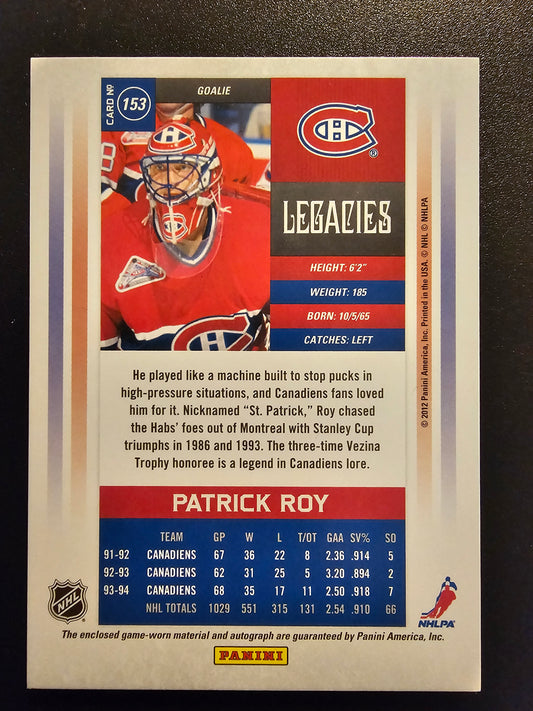 CARD Nº 153
GOALIE
CH ®
LEGACIES
HEIGHT: 6'2"
WEIGHT: 185
BORN: 10/5/65
CATCHES: LEFT
© 2012 Panini America, Inc. Printed in the USA. © NHL © NHLPA
He played like a machine built to stop pucks in
high-pressure situations, and Canadiens fans loved
him for it. Nicknamed “St. Patrick,” Roy chased
the Habs’ foes out of Montreal with Stanley Cup
triumphs in 1986 and 1993. The three-time Vezina
Trophy honoree is a legend in Canadiens lore.
PATRICK ROY
TEAM GP W L T/OT GAA SV% SO
91-92 CANADIENS 67 36 22 8 2.36 .914 5
92-93 CANADIENS 62 31 25 5 3.20 .894 2
93-94 CANADIENS 68 35 17 11 2.50 .918 7
NHL TOTALS 1029 551 315 131 2.54 .910 66
NHL
NHLPA
The enclosed game-worn material and autograph are guaranteed by Panini America, Inc.
PANINI